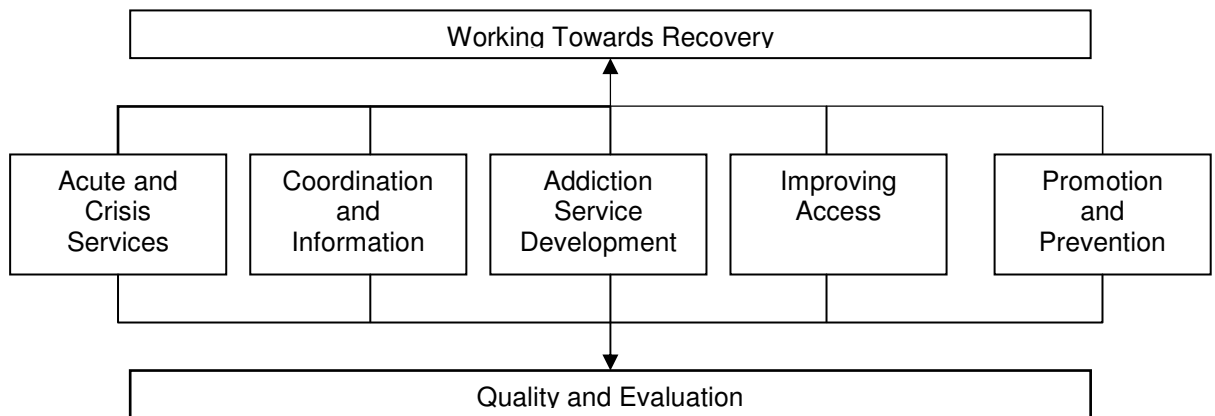 Working Towards Recovery
Acute and
Crisis
Services
Coordination
and
Information
Addiction
Service
Development
Improving
Access
Promotion
and
Prevention
Quality and Evaluation